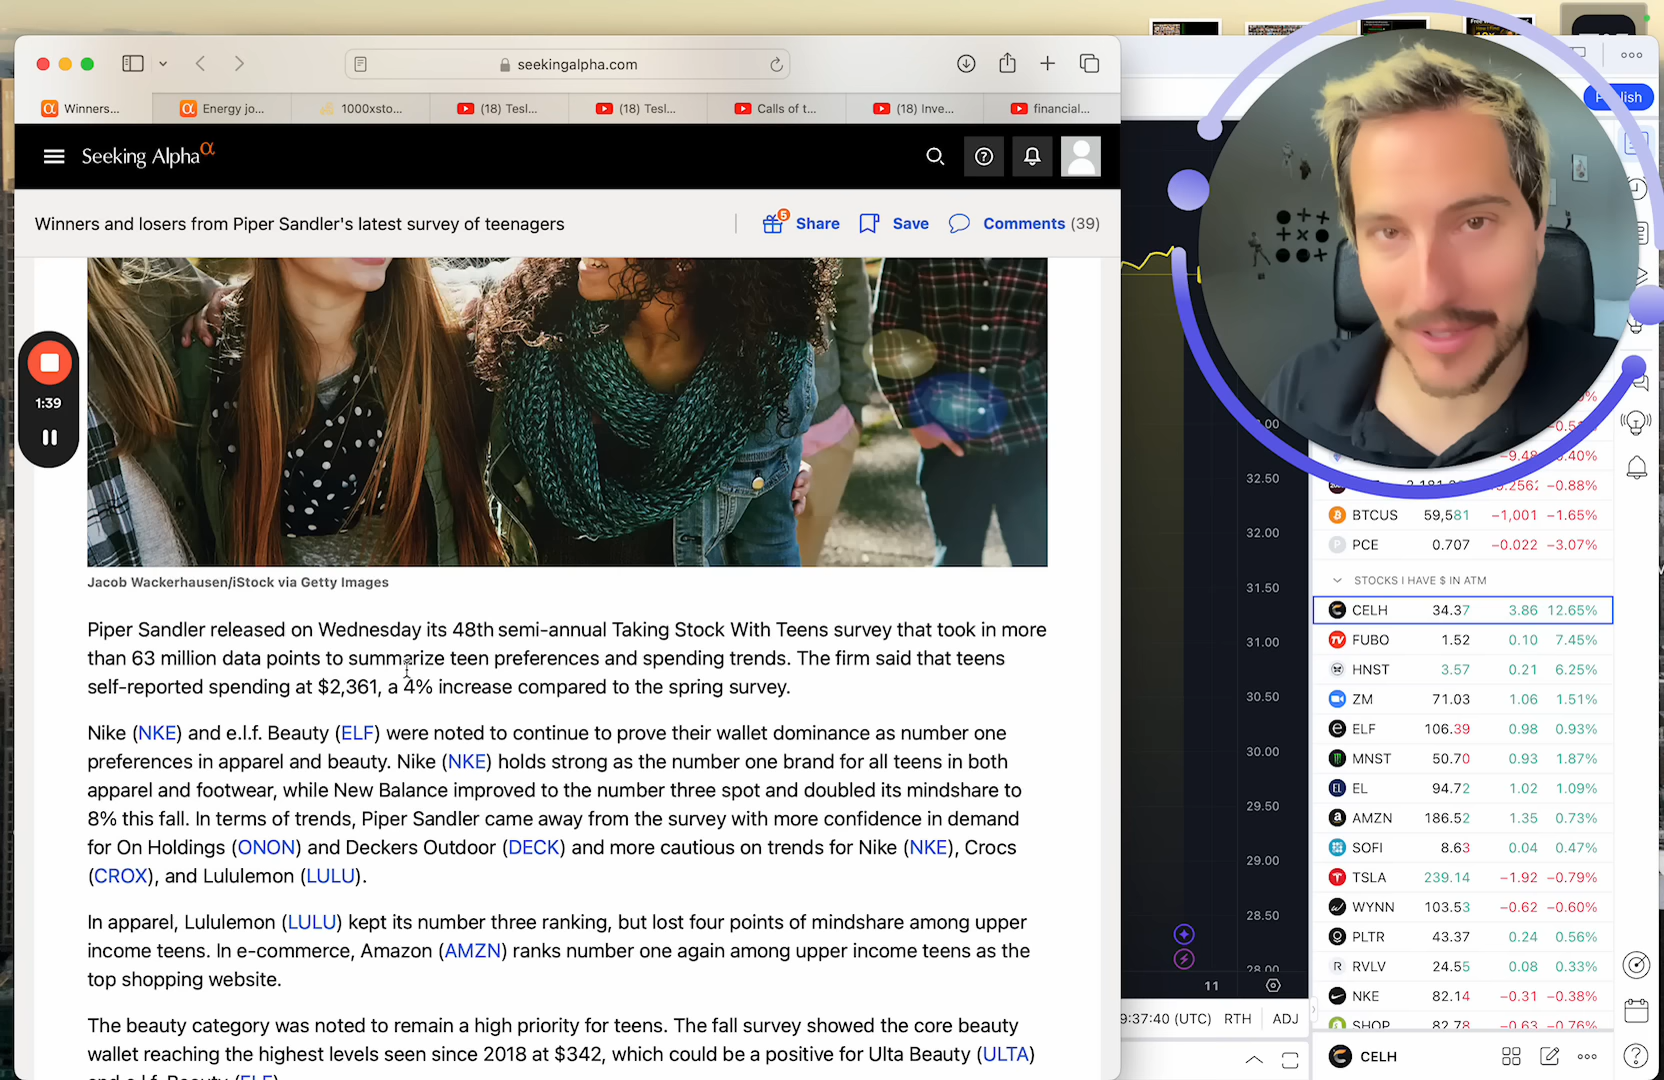 seekingalpha.com
Winners...
Energy jo...
1000xsto...
(18) Tesl...
(18) Tesl...
Calls of t...
(18) Inve...
financial...
Seeking Alpha α
Winners and losers from Piper Sandler's latest survey of teenagers
5
Share
Save
Comments (39)
1:39
Jacob Wackerhausen/iStock via Getty Images
Piper Sandler released on Wednesday its 48th semi-annual Taking Stock With Teens survey that took in more
than 63 million data points to summarize teen preferences and spending trends. The firm said that teens
self-reported spending at $2,361, a 4% increase compared to the spring survey.
Nike (NKE) and e.l.f. Beauty (ELF) were noted to continue to prove their wallet dominance as number one
preferences in apparel and beauty. Nike (NKE) holds strong as the number one brand for all teens in both
apparel and footwear, while New Balance improved to the number three spot and doubled its mindshare to
8% this fall. In terms of trends, Piper Sandler came away from the survey with more confidence in demand
for On Holdings (ONON) and Deckers Outdoor (DECK) and more cautious on trends for Nike (NKE), Crocs
(CROX), and Lululemon (LULU).
In apparel, Lululemon (LULU) kept its number three ranking, but lost four points of mindshare among upper
income teens. In e-commerce, Amazon (AMZN) ranks number one again among upper income teens as the
top shopping website.
The beauty category was noted to remain a high priority for teens. The fall survey showed the core beauty
wallet reaching the highest levels seen since 2018 at $342, which could be a positive for Ulta Beauty (ULTA)
and e.l.f. Beauty (ELF).
32.50
32.00
31.50
31.00
30.50
30.00
29.50
29.00
28.50
28.00
11
9:37:40 (UTC) RTH ADJ
−0.88%
BTCUS 59,581 −1,001 −1.65%
PCE 0.707 −0.022 −3.07%
STOCKS I HAVE $ IN ATM
CELH 34.37 3.86 12.65%
FUBO 1.52 0.10 7.45%
HNST 3.57 0.21 6.25%
ZM 71.03 1.06 1.51%
ELF 106.39 0.98 0.93%
MNST 50.70 0.93 1.87%
EL 94.72 1.02 1.09%
AMZN 186.52 1.35 0.73%
SOFI 8.63 0.04 0.47%
TSLA 239.14 −1.92 −0.79%
WYNN 103.53 −0.62 −0.60%
PLTR 43.37 0.24 0.56%
RVLV 24.55 0.08 0.33%
NKE 82.14 −0.31 −0.38%
SHOP 82.78 −0.63 −0.76%
CELH